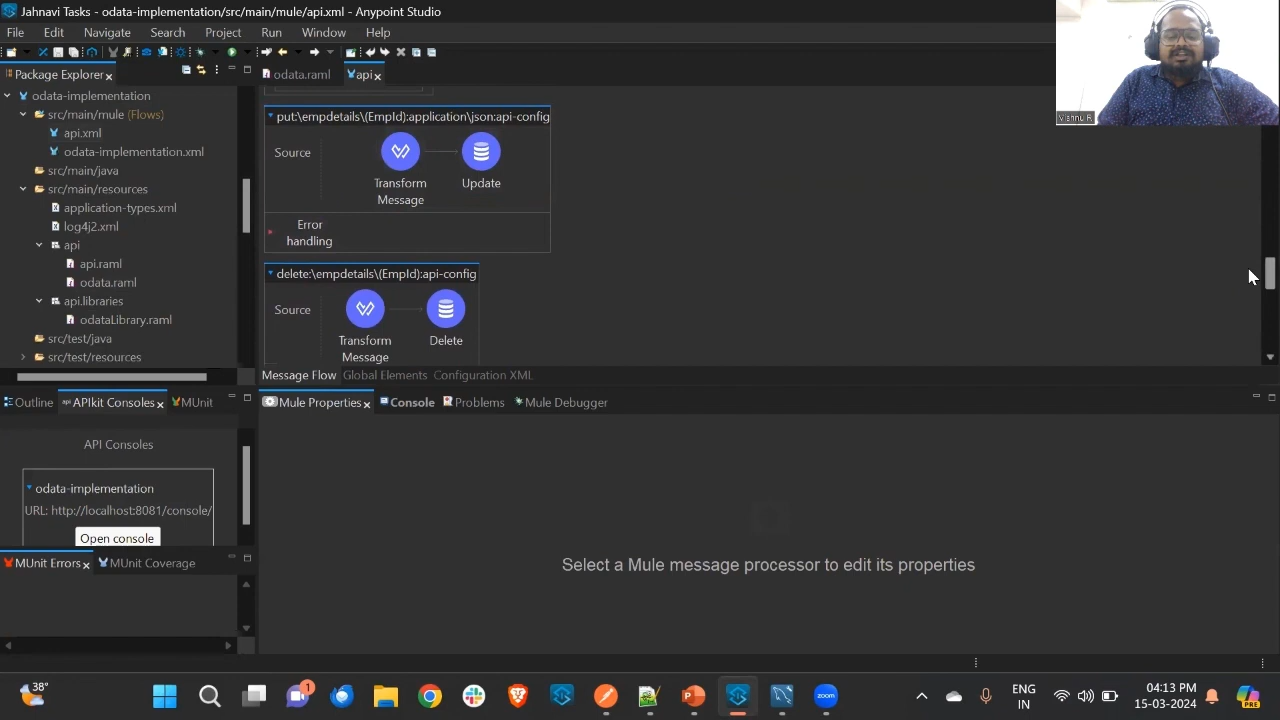 Jahnavi Tasks - odata-implementation/src/main/mule/api.xml - Anypoint Studio
File Edit Navigate Search Project Run Window Help
Package Explorer
odata.raml
api
odata-implementation
src/main/mule (Flows)
api.xml
odata-implementation.xml
src/main/java
src/main/resources
application-types.xml
log4j2.xml
api
api.raml
odata.raml
api.libraries
odataLibrary.raml
src/test/java
src/test/resources
put:\empdetails\(EmpId):application\json:api-config
Source
Transform
Message
Update
Error
handling
delete:\empdetails\(EmpId):api-config
Source
Transform
Message
Delete
Message Flow Global Elements Configuration XML
Vishnu R
Outline APIkit Consoles MUnit
API Consoles
odata-implementation
URL: http://localhost:8081/console/
Open console
MUnit Errors MUnit Coverage
Mule Properties Console Problems Mule Debugger
Select a Mule message processor to edit its properties
38°
1
ENG
IN
04:13 PM
15-03-2024
PRE